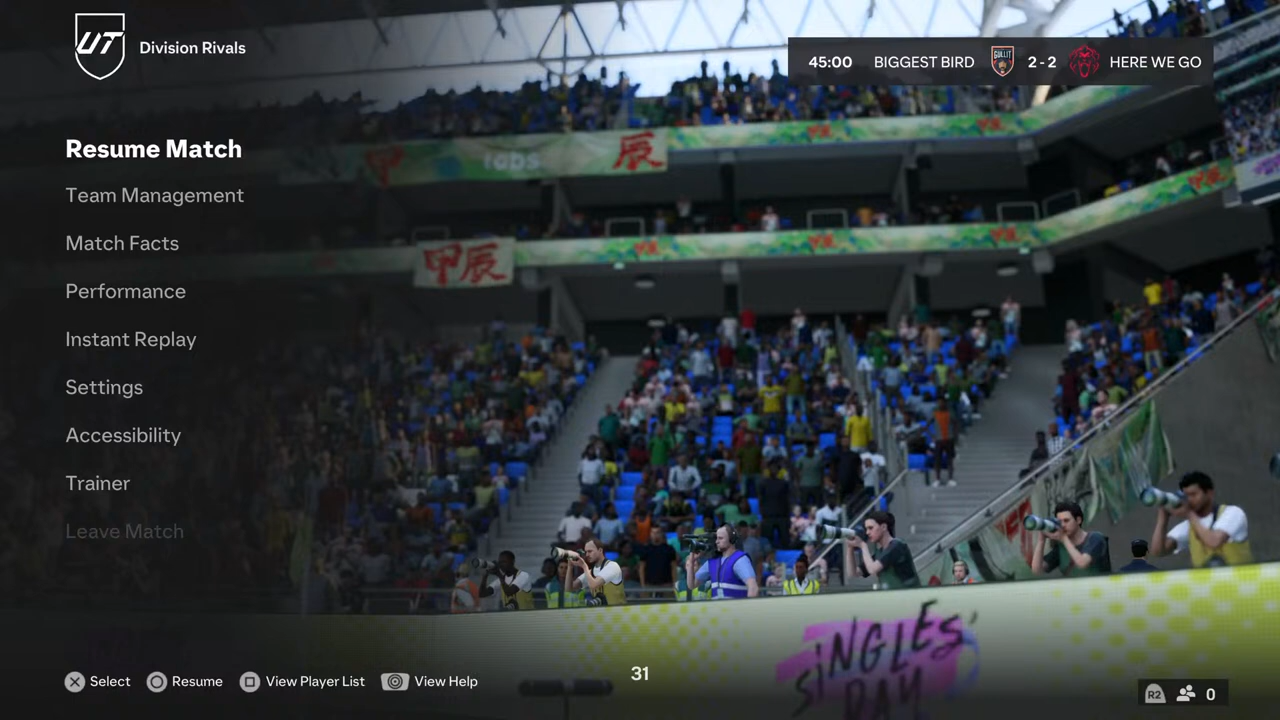 UT
Division Rivals
45:00 BIGGEST BIRD GULLIT 2 - 2 HERE WE GO
Resume Match
Team Management
Match Facts
Performance
Instant Replay
Settings
Accessibility
Trainer
Leave Match
辰
甲辰
SiNGLES'
DAY
Select
Resume
View Player List
View Help
31
R2
0